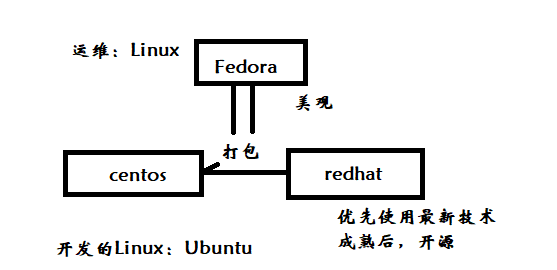 运维：Linux
Fedora
美观
打包
centos
redhat
优先使用最新技术
成熟后，开源
开发的Linux：Ubuntu